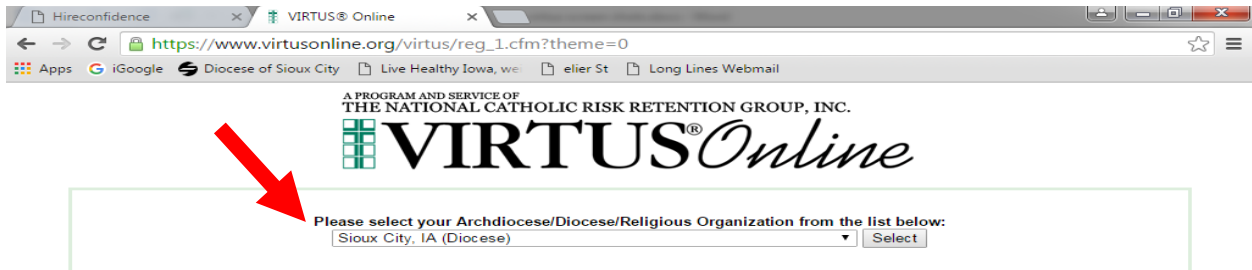 Hireconfidence × VIRTUS® Online ×
https://www.virtusonline.org/virtus/reg_1.cfm?theme=0
Apps G iGoogle Diocese of Sioux City Live Healthy Iowa, we elier St Long Lines Webmail
A PROGRAM AND SERVICE OF
THE NATIONAL CATHOLIC RISK RETENTION GROUP, INC.
VIRTUS® Online
Please select your Archdiocese/Diocese/Religious Organization from the list below:
Sioux City, IA (Diocese) Select